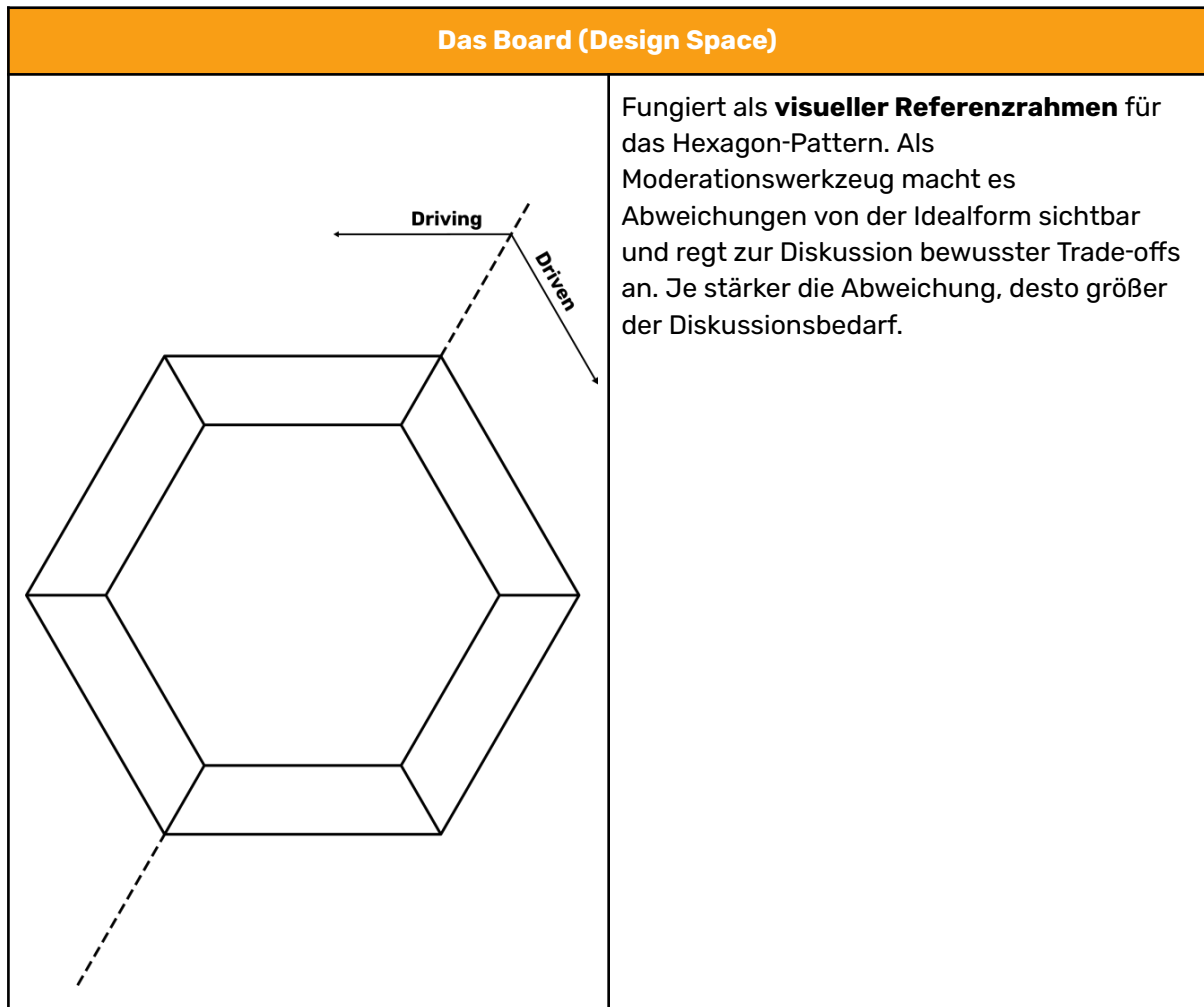 Das Board (Design Space)
Driving
Driven
Fungiert als visueller Referenzrahmen für
das Hexagon-Pattern. Als
Moderationswerkzeug macht es
Abweichungen von der Idealform sichtbar
und regt zur Diskussion bewusster Trade-offs
an. Je stärker die Abweichung, desto größer
der Diskussionsbedarf.